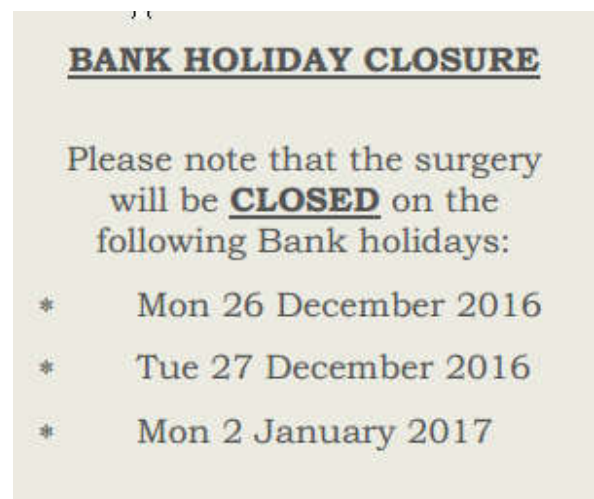 BANK HOLIDAY CLOSURE
Please note that the surgery
will be CLOSED on the
following Bank holidays:
* Mon 26 December 2016
* Tue 27 December 2016
* Mon 2 January 2017